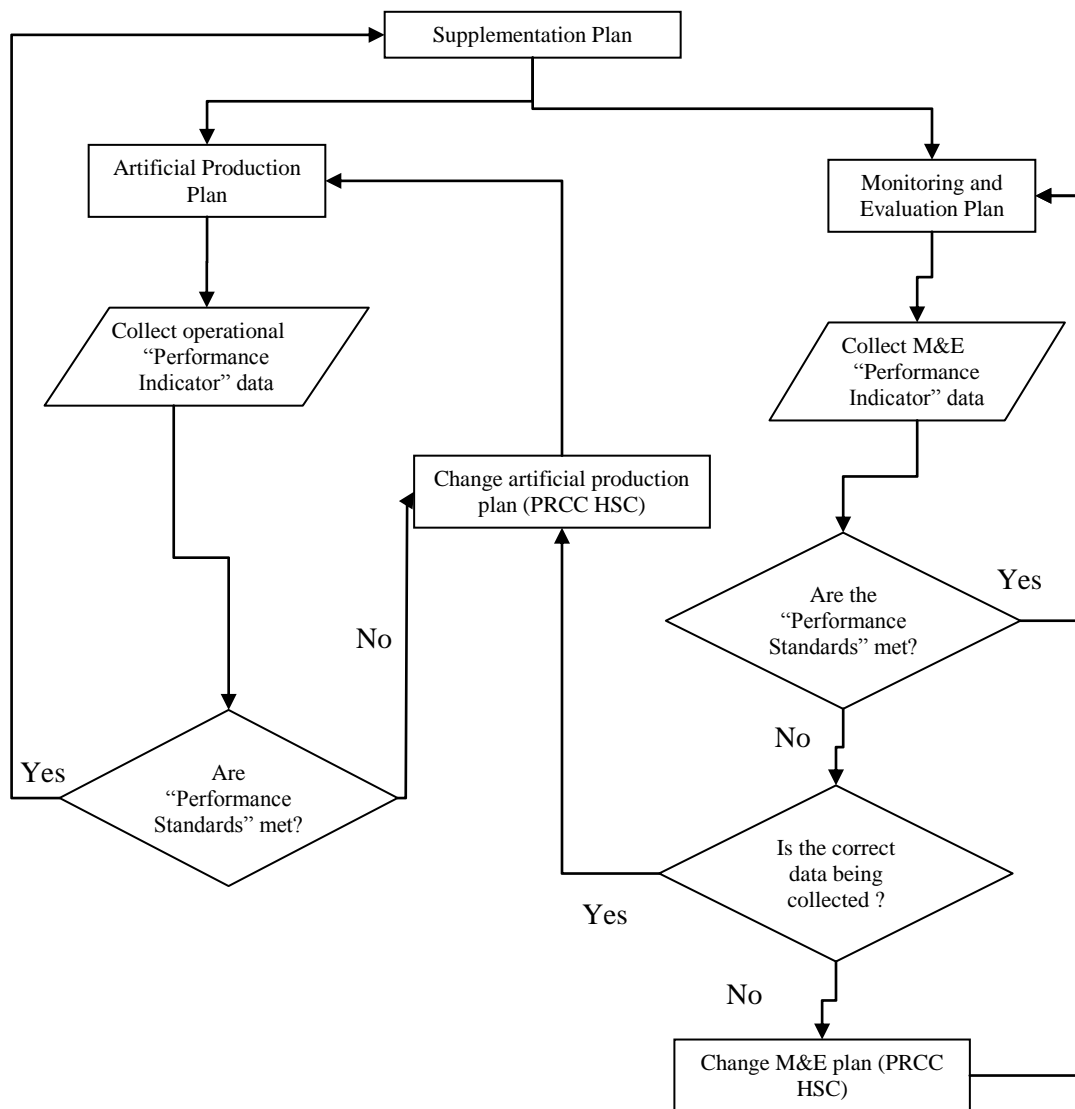 Supplementation Plan
Artificial Production
Plan
Monitoring and
Evaluation Plan
Collect operational
“Performance
Indicator” data
Collect M&E
“Performance
Indicator” data
Change artificial production
plan (PRCC HSC)
Are the
“Performance
Standards” met?
Yes
No
No
Yes
Are
“Performance
Standards” met?
Is the correct
data being
collected ?
Yes
No
Change M&E plan (PRCC
HSC)